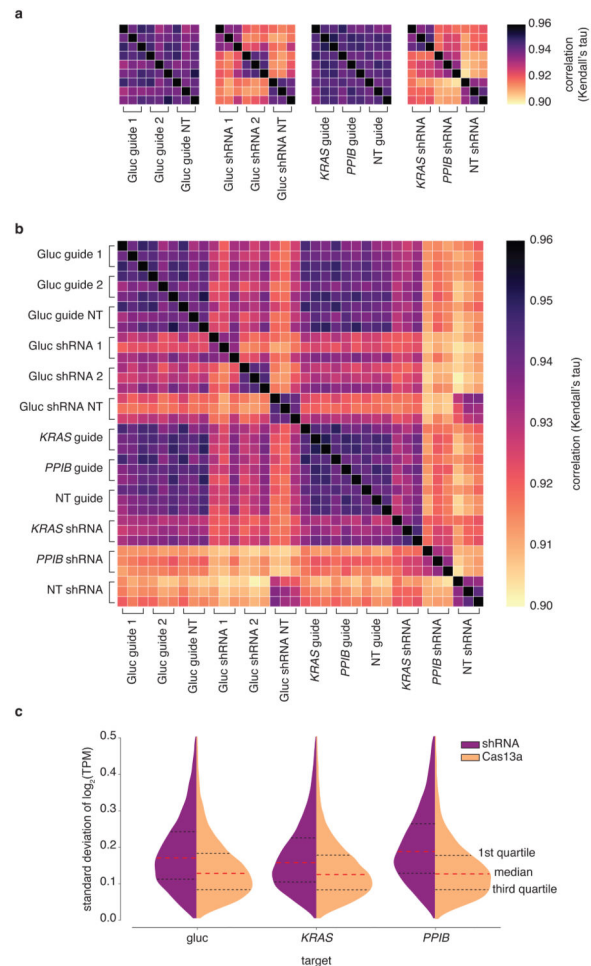 a
0.96
0.94
0.92
0.90
correlation
(Kendall's tau)
Gluc guide 1
Gluc guide 2
Gluc guide NT
Gluc shRNA 1
Gluc shRNA 2
Gluc shRNA NT
KRAS guide
PPIB guide
NT guide
KRAS shRNA
PPIB shRNA
NT shRNA
b
Gluc guide 1
Gluc guide 2
Gluc guide NT
Gluc shRNA 1
Gluc shRNA 2
Gluc shRNA NT
KRAS guide
PPIB guide
NT guide
KRAS shRNA
PPIB shRNA
NT shRNA
0.96
0.95
0.94
0.93
0.92
0.91
0.90
correlation (Kendall's tau)
Gluc guide 1
Gluc guide 2
Gluc guide NT
Gluc shRNA 1
Gluc shRNA 2
Gluc shRNA NT
KRAS guide
PPIB guide
NT guide
KRAS shRNA
PPIB shRNA
NT shRNA
c
standard deviation of log2(TPM)
0.5
0.4
0.3
0.2
0.1
0.0
shRNA
Cas13a
1st quartile
median
third quartile
gluc
KRAS
PPIB
target